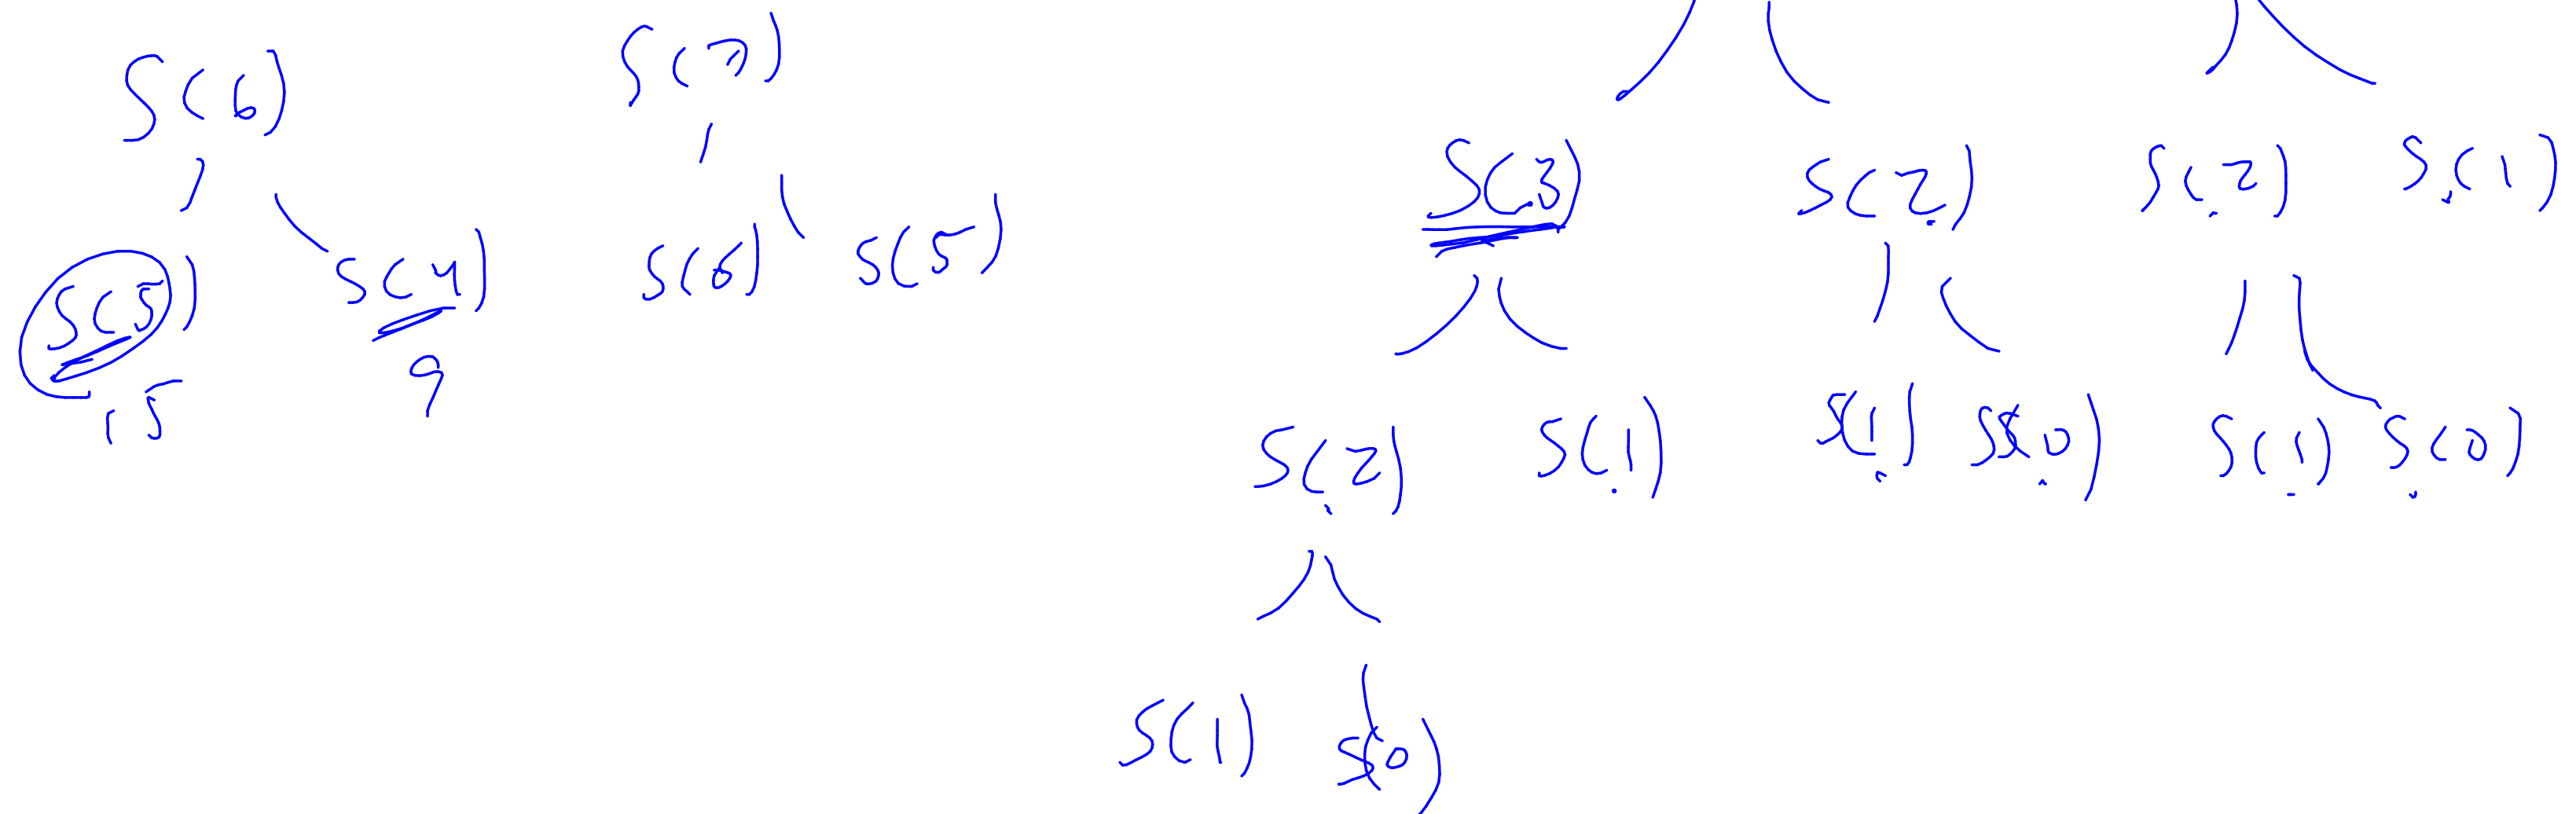 S(6)
S(7)
S(3) S(2) S(2) S(1)
S(5) S(4) S(6) S(5)
15 9
S(2) S(1) S(1) S(0) S(1) S(0)
S(1) S(0)